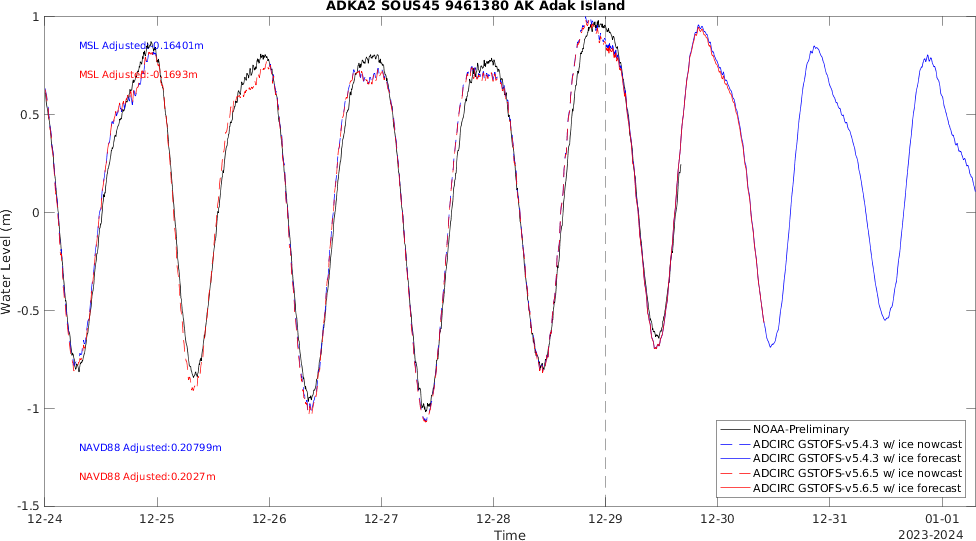 ADKA2 SOUS45 9461380 AK Adak Island
MSL Adjusted:-0.16401m
MSL Adjusted:-0.1693m
NAVD88 Adjusted:0.20799m
NAVD88 Adjusted:0.2027m
Water Level (m)
1
0.5
0
-0.5
-1
-1.5
12-24
12-25
12-26
12-27
12-28
12-29
12-30
12-31
01-01
Time
2023-2024
NOAA-Preliminary
ADCIRC GSTOFS-v5.4.3 w/ ice nowcast
ADCIRC GSTOFS-v5.4.3 w/ ice forecast
ADCIRC GSTOFS-v5.6.5 w/ ice nowcast
ADCIRC GSTOFS-v5.6.5 w/ ice forecast